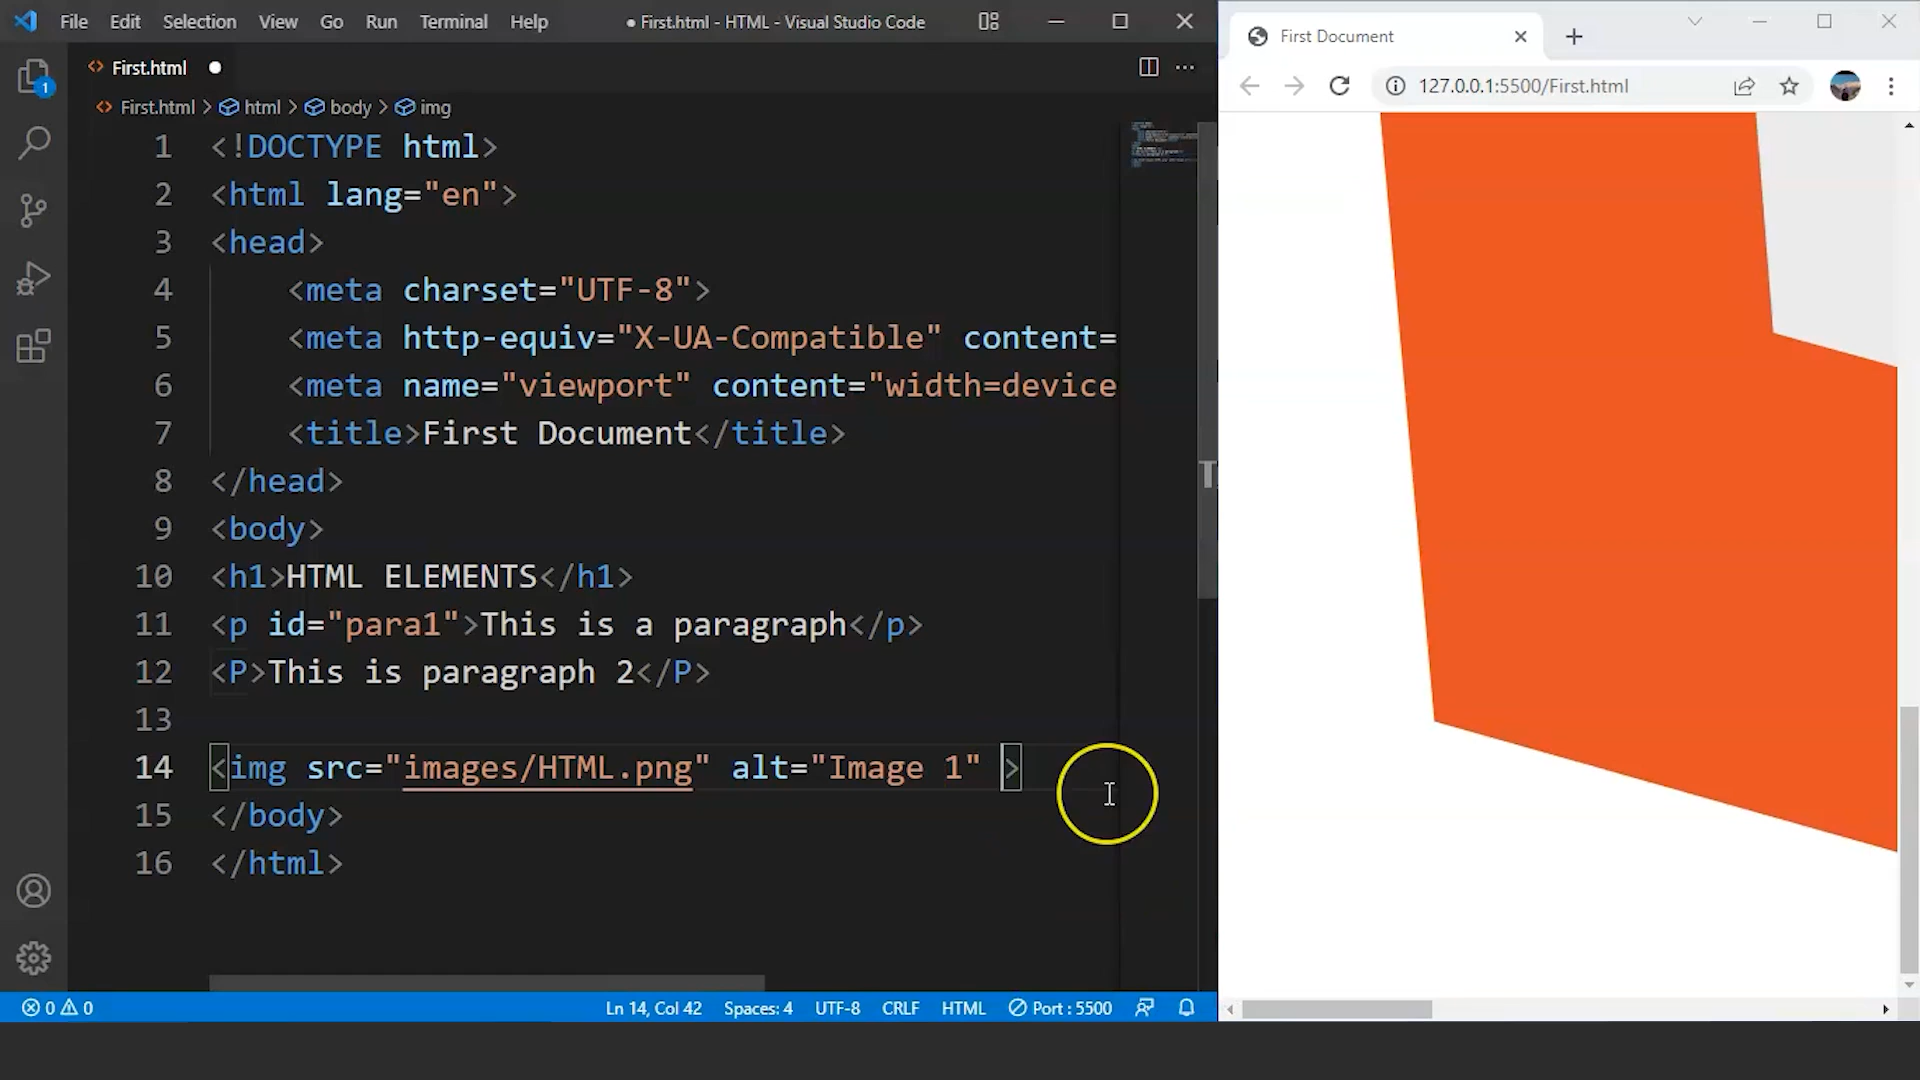 File Edit Selection View Go Run Terminal Help ● First.html - HTML - Visual Studio Code
First.html ●
First.html > html > body > img
1 <!DOCTYPE html>
2 <html lang="en">
3 <head>
4 <meta charset="UTF-8">
5 <meta http-equiv="X-UA-Compatible" content=
6 <meta name="viewport" content="width=device
7 <title>First Document</title>
8 </head>
9 <body>
10 <h1>HTML ELEMENTS</h1>
11 <p id="para1">This is a paragraph</p>
12 <P>This is paragraph 2</P>
13
14 <img src="images/HTML.png" alt="Image 1" >
15 </body>
16 </html>
1
0 0 Ln 14, Col 42 Spaces: 4 UTF-8 CRLF HTML Port : 5500
First Document
127.0.0.1:5500/First.html
T